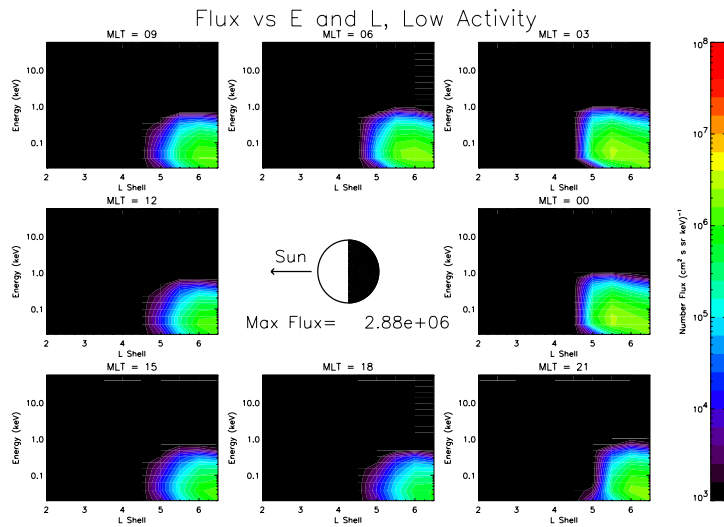 Flux vs E and L, Low Activity
MLT = 09
Energy (keV)
10.0
1.0
0.1
2 3 4 5 6
L Shell
MLT = 06
Energy (keV)
10.0
1.0
0.1
2 3 4 5 6
L Shell
MLT = 03
Energy (keV)
10.0
1.0
0.1
2 3 4 5 6
L Shell
MLT = 12
Energy (keV)
10.0
1.0
0.1
2 3 4 5 6
L Shell
Sun
Max Flux= 2.88e+06
MLT = 00
Energy (keV)
10.0
1.0
0.1
2 3 4 5 6
L Shell
MLT = 15
Energy (keV)
10.0
1.0
0.1
2 3 4 5 6
L Shell
MLT = 18
Energy (keV)
10.0
1.0
0.1
2 3 4 5 6
L Shell
MLT = 21
Energy (keV)
10.0
1.0
0.1
2 3 4 5 6
L Shell
Number Flux (cm² s sr keV)⁻¹
10⁸
10⁷
10⁶
10⁵
10⁴
10³